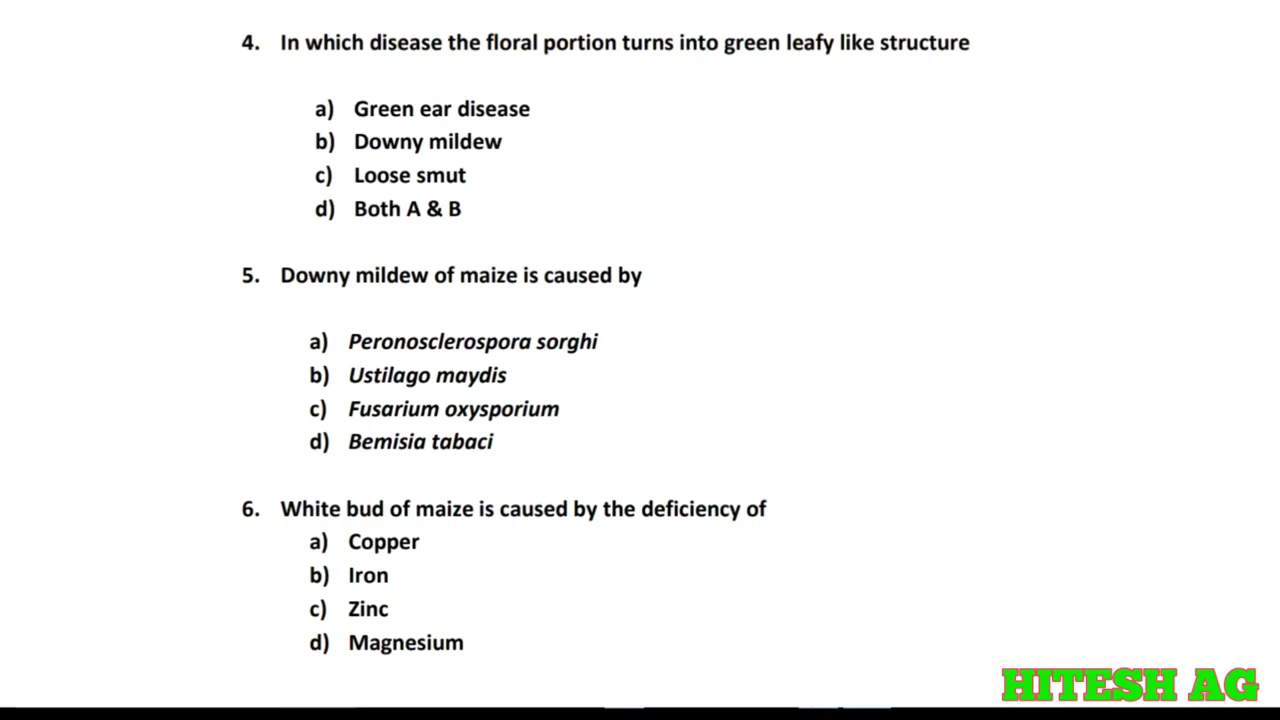 4. In which disease the floral portion turns into green leafy like structure
a) Green ear disease
b) Downy mildew
c) Loose smut
d) Both A & B
5. Downy mildew of maize is caused by
a) Peronosclerospora sorghi
b) Ustilago maydis
c) Fusarium oxysporium
d) Bemisia tabaci
6. White bud of maize is caused by the deficiency of
a) Copper
b) Iron
c) Zinc
d) Magnesium
HITESH AG